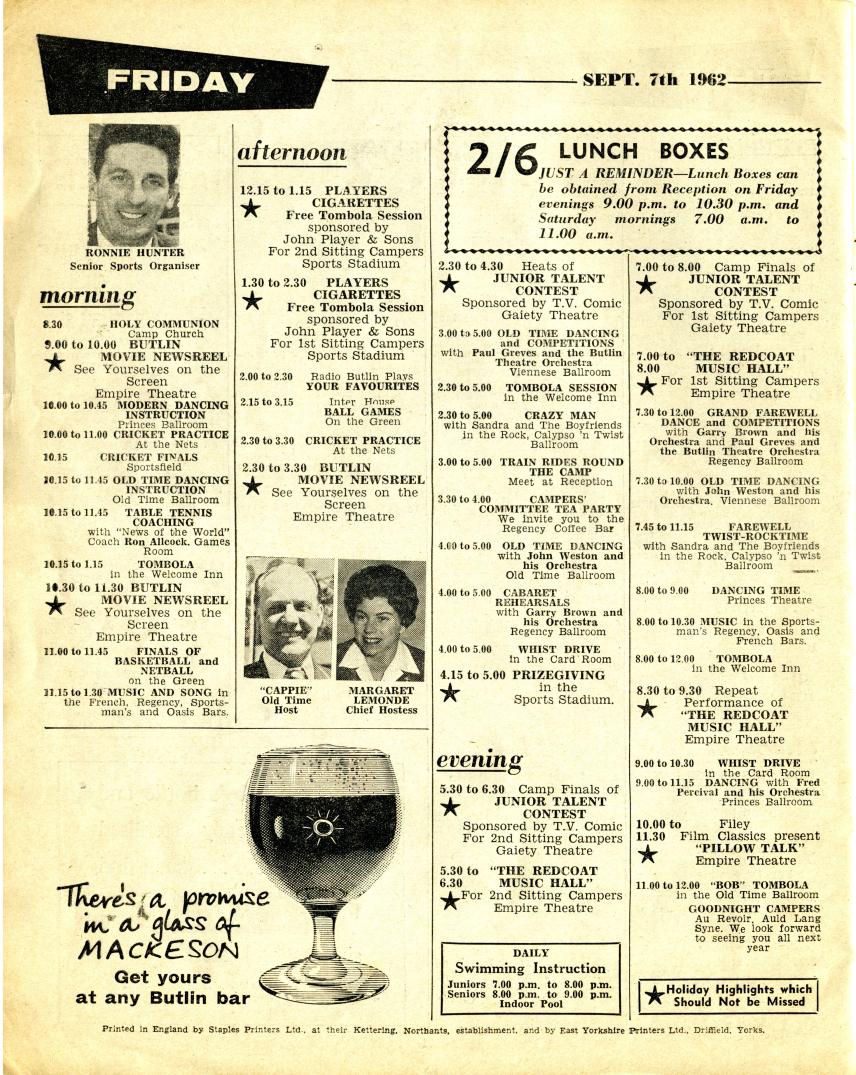 FRIDAY
SEPT. 7th 1962
RONNIE HUNTER
Senior Sports Organiser
morning
8.30 HOLY COMMUNION
Camp Church
9.00 to 10.00 BUTLIN
★ MOVIE NEWSREEL
See Yourselves on the
Screen
Empire Theatre
10.00 to 10.45 MODERN DANCING
INSTRUCTION
Princes Ballroom
10.00 to 11.00 CRICKET PRACTICE
At the Nets
10.15 CRICKET FINALS
Sportsfield
10.15 to 11.45 OLD TIME DANCING
INSTRUCTION
Old Time Ballroom
10.15 to 11.45 TABLE TENNIS
COACHING
with "News of the World"
Coach Ron Allcock. Games
Room
10.15 to 1.15 TOMBOLA
in the Welcome Inn
10.30 to 11.30 BUTLIN
★ MOVIE NEWSREEL
See Yourselves on the
Screen
Empire Theatre
11.00 to 11.45 FINALS OF
BASKETBALL and
NETBALL
on the Green
11.15 to 1.30 MUSIC AND SONG in
the French, Regency, Sports-
man's and Oasis Bars.
afternoon
12.15 to 1.15 PLAYERS
★ CIGARETTES
Free Tombola Session
sponsored by
John Player & Sons
For 2nd Sitting Campers
Sports Stadium
1.30 to 2.30 PLAYERS
★ CIGARETTES
Free Tombola Session
sponsored by
John Player & Sons
For 1st Sitting Campers
Sports Stadium
2.00 to 2.30 Radio Butlin Plays
YOUR FAVOURITES
2.15 to 3.15 Inter House
BALL GAMES
On the Green
2.30 to 3.30 CRICKET PRACTICE
At the Nets
2.30 to 3.30 BUTLIN
★ MOVIE NEWSREEL
See Yourselves on the
Screen
Empire Theatre
"CAPPIE"
Old Time
Host
MARGARET
LEMONDE
Chief Hostess
There's a promise
in a glass of
MACKESON
Get yours
at any Butlin bar
2/6 LUNCH BOXES
JUST A REMINDER—Lunch Boxes can
be obtained from Reception on Friday
evenings 9.00 p.m. to 10.30 p.m. and
Saturday mornings 7.00 a.m. to
11.00 a.m.
2.30 to 4.30 Heats of
★ JUNIOR TALENT
CONTEST
Sponsored by T.V. Comic
Gaiety Theatre
3.00 to 5.00 OLD TIME DANCING
and COMPETITIONS
with Paul Greves and the Butlin
Theatre Orchestra
Viennese Ballroom
2.30 to 5.00 TOMBOLA SESSION
in the Welcome Inn
2.30 to 5.00 CRAZY MAN
with Sandra and The Boyfriends
in the Rock, Calypso 'n Twist
Ballroom
3.00 to 5.00 TRAIN RIDES ROUND
THE CAMP
Meet at Reception
3.30 to 4.00 CAMPERS'
COMMITTEE TEA PARTY
We invite you to the
Regency Coffee Bar
4.00 to 5.00 OLD TIME DANCING
with John Weston and
his Orchestra
Old Time Ballroom
4.00 to 5.00 CABARET
REHEARSALS
with Garry Brown and
his Orchestra
Regency Ballroom
4.00 to 5.00 WHIST DRIVE
in the Card Room
4.15 to 5.00 PRIZEGIVING
★ in the
Sports Stadium.
evening
5.30 to 6.30 Camp Finals of
★ JUNIOR TALENT
CONTEST
Sponsored by T.V. Comic
For 2nd Sitting Campers
Gaiety Theatre
5.30 to "THE REDCOAT
6.30 MUSIC HALL"
★ For 2nd Sitting Campers
Empire Theatre
DAILY
Swimming Instruction
Juniors 7.00 p.m. to 8.00 p.m.
Seniors 8.00 p.m. to 9.00 p.m.
Indoor Pool
7.00 to 8.00 Camp Finals of
★ JUNIOR TALENT
CONTEST
Sponsored by T.V. Comic
For 1st Sitting Campers
Gaiety Theatre
7.00 to "THE REDCOAT
8.00 MUSIC HALL"
★ For 1st Sitting Campers
Empire Theatre
7.30 to 12.00 GRAND FAREWELL
DANCE and COMPETITIONS
with Garry Brown and his
Orchestra and Paul Greves and
the Butlin Theatre Orchestra
Regency Ballroom
7.30 to 10.00 OLD TIME DANCING
with John Weston and his
Orchestra, Viennese Ballroom
7.45 to 11.15 FAREWELL
TWIST-ROCKTIME
with Sandra and The Boyfriends
in the Rock, Calypso 'n Twist
Ballroom
8.00 to 9.00 DANCING TIME
Princes Theatre
8.00 to 10.30 MUSIC in the Sports-
man's Regency, Oasis and
French Bars.
8.00 to 12.00 TOMBOLA
in the Welcome Inn
8.30 to 9.30 Repeat
★ Performance of
"THE REDCOAT
MUSIC HALL"
Empire Theatre
9.00 to 10.30 WHIST DRIVE
in the Card Room
9.00 to 11.15 DANCING with Fred
Percival and his Orchestra
Princes Ballroom
10.00 to Filey
11.30 Film Classics present
★ "PILLOW TALK"
Empire Theatre
11.00 to 12.00 "BOB" TOMBOLA
in the Old Time Ballroom
GOODNIGHT CAMPERS
Au Revoir, Auld Lang
Syne. We look forward
to seeing you all next
year
★ Holiday Highlights which
Should Not be Missed
Printed in England by Staples Printers Ltd., at their Kettering, Northants, establishment, and by East Yorkshire Printers Ltd., Driffield, Yorks.